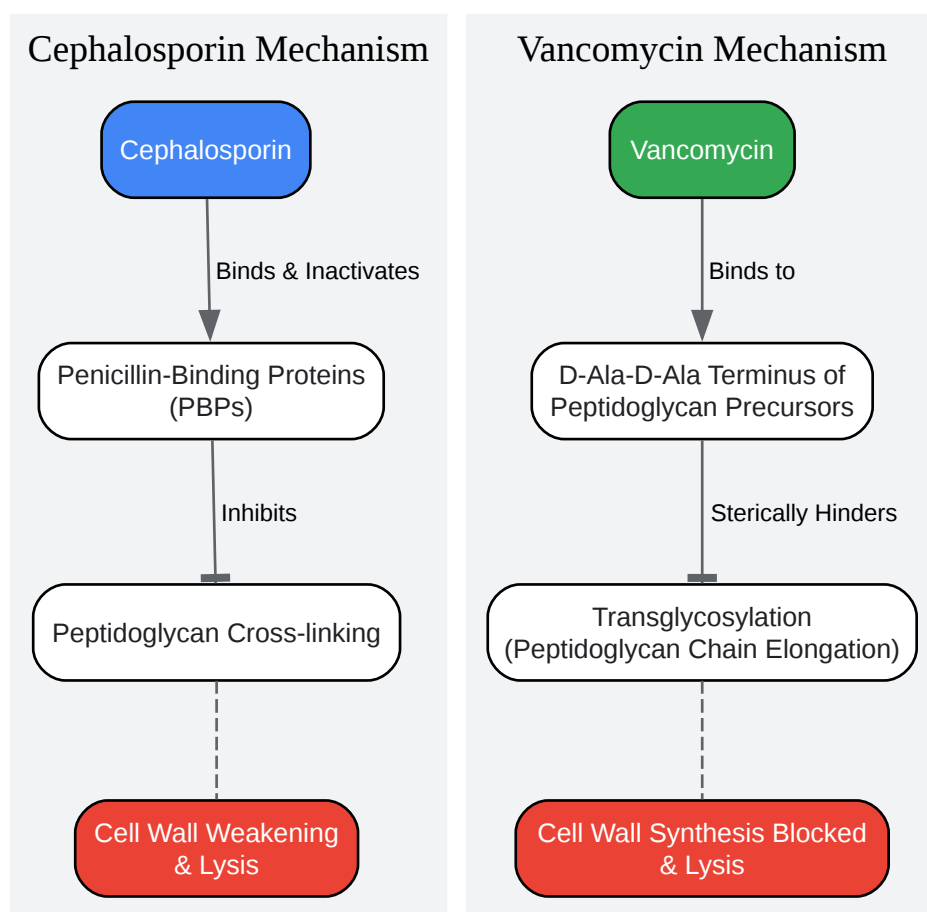 Cephalosporin Mechanism
Cephalosporin
Binds & Inactivates
Penicillin-Binding Proteins
(PBPs)
Inhibits
Peptidoglycan Cross-linking
Cell Wall Weakening
& Lysis
Vancomycin Mechanism
Vancomycin
Binds to
D-Ala-D-Ala Terminus of
Peptidoglycan Precursors
Sterically Hinders
Transglycosylation
(Peptidoglycan Chain Elongation)
Cell Wall Synthesis Blocked
& Lysis